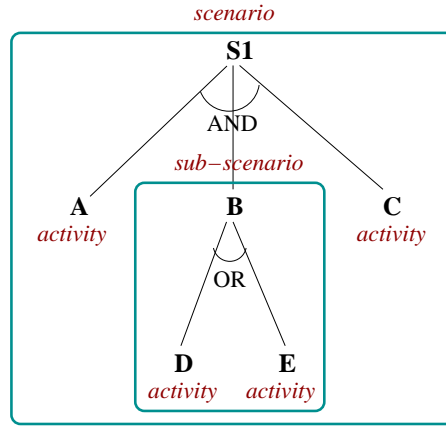 scenario
S1
AND
sub−scenario
A B C
activity activity
OR
D E
activity activity